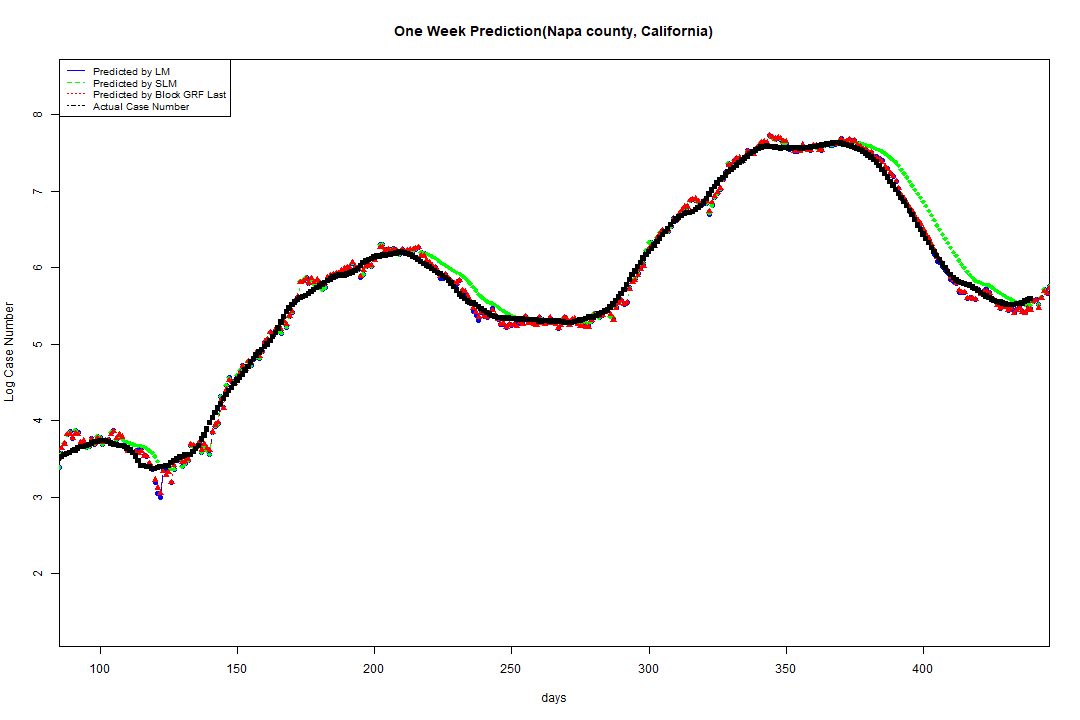 One Week Prediction(Napa county, California)
Predicted by LM
Predicted by SLM
Predicted by Block GRF Last
Actual Case Number
8
7
6
5
4
3
2
Log Case Number
100 150 200 250 300 350 400
days